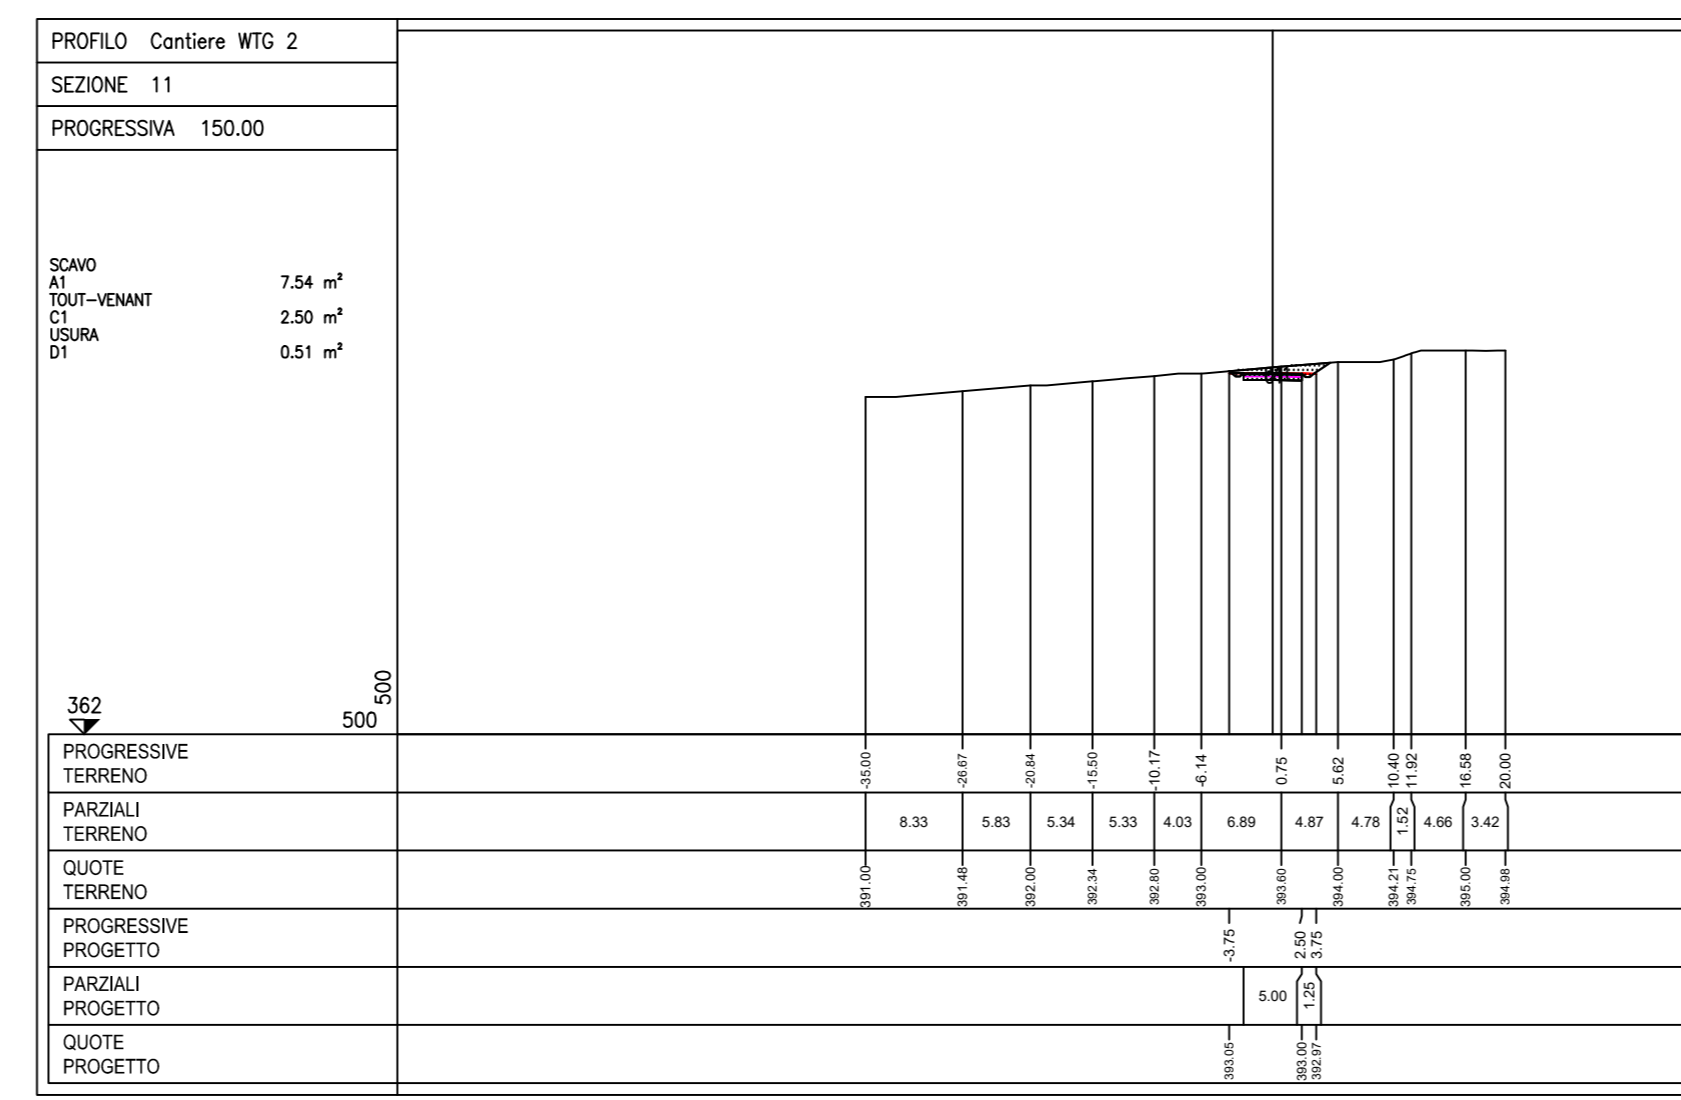 PROFILO Cantiere WTG 2
SEZIONE 11
PROGRESSIVA 150.00
SCAVO
A1 7.54 m²
TOUT-VENANT
C1 2.50 m²
USURA
D1 0.51 m²
362
500
500
PROGRESSIVE
TERRENO
-35.00 -26.67 -20.84 -15.50 -10.17 -6.14 0.75 5.62 10.40 11.92 16.58 20.00
PARZIALI
TERRENO
8.33 5.83 5.34 5.33 4.03 6.89 4.87 4.78 1.52 4.66 3.42
QUOTE
TERRENO
391.00 391.48 392.00 392.34 392.80 393.00 393.60 394.00 394.21 394.75 395.00 394.98
PROGRESSIVE
PROGETTO
-3.75 2.50 3.75
PARZIALI
PROGETTO
5.00 1.25
QUOTE
PROGETTO
393.05 393.00 392.97